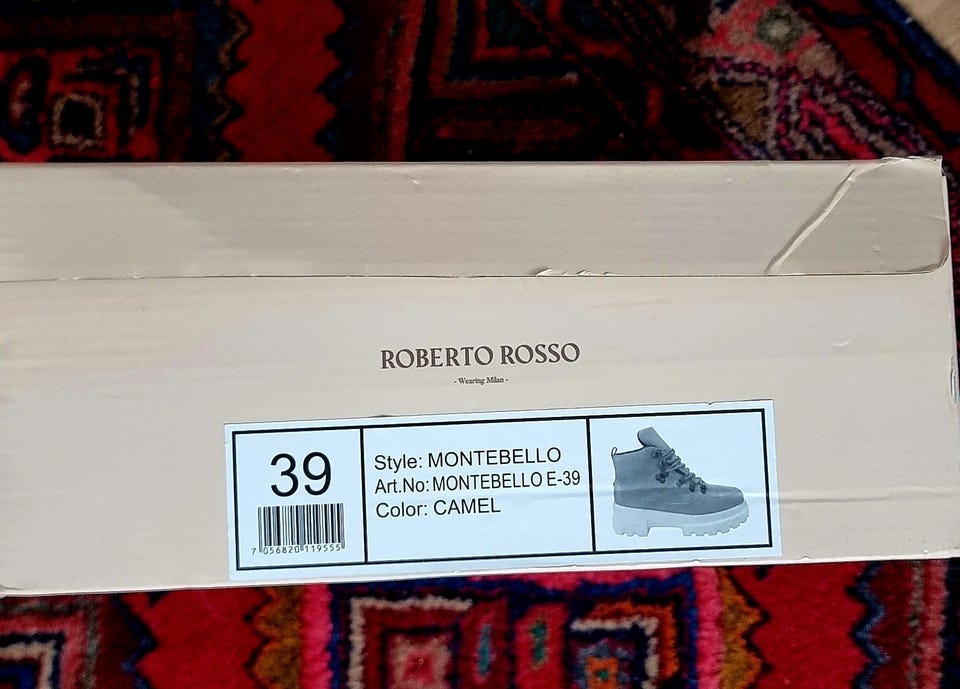 ROBERTO ROSSO
- Wearing Milan -
39
7 056820 119555
Style: MONTEBELLO
Art.No: MONTEBELLO E-39
Color: CAMEL